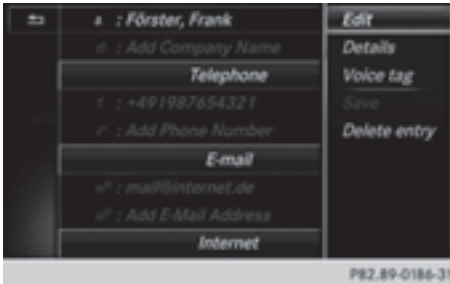 : Förster, Frank
: Add Company Name
Telephone
: +491987654321
: Add Phone Number
E-mail
: mail@internet.de
: Add E-Mail Address
Internet
Edit
Details
Voice tag
Save
Delete entry
P82.89-0186-31